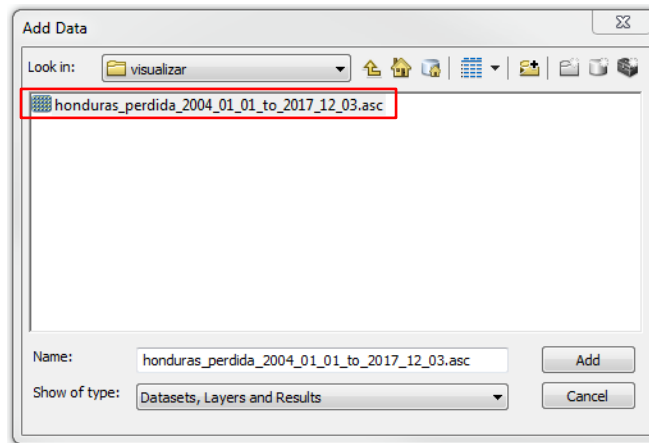 Add Data
Look in: visualizar
honduras_perdida_2004_01_01_to_2017_12_03.asc
Name: honduras_perdida_2004_01_01_to_2017_12_03.asc Add
Show of type: Datasets, Layers and Results Cancel